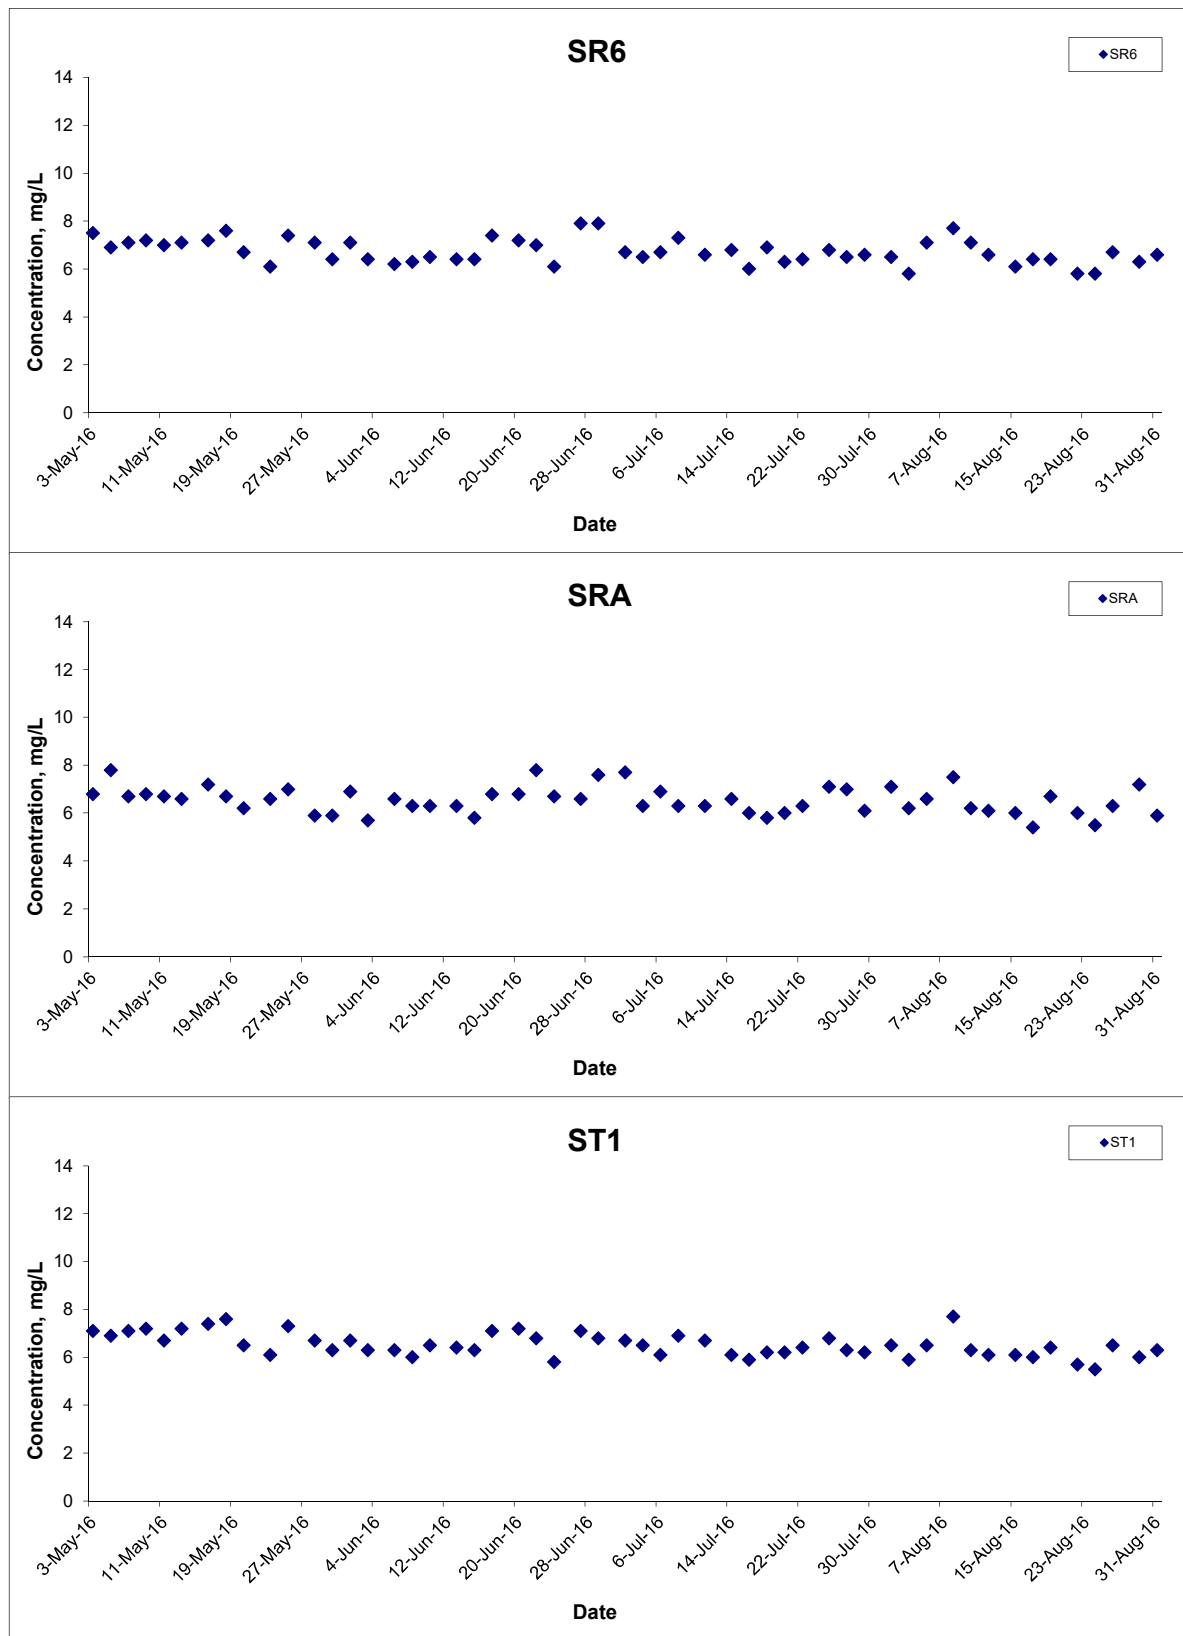 SR6
SR6
14
12
10
8
6
4
2
0
Concentration, mg/L
3-May-16
11-May-16
19-May-16
27-May-16
4-Jun-16
12-Jun-16
20-Jun-16
28-Jun-16
6-Jul-16
14-Jul-16
22-Jul-16
30-Jul-16
7-Aug-16
15-Aug-16
23-Aug-16
31-Aug-16
Date
SRA
SRA
14
12
10
8
6
4
2
0
Concentration, mg/L
3-May-16
11-May-16
19-May-16
27-May-16
4-Jun-16
12-Jun-16
20-Jun-16
28-Jun-16
6-Jul-16
14-Jul-16
22-Jul-16
30-Jul-16
7-Aug-16
15-Aug-16
23-Aug-16
31-Aug-16
Date
ST1
ST1
14
12
10
8
6
4
2
0
Concentration, mg/L
3-May-16
11-May-16
19-May-16
27-May-16
4-Jun-16
12-Jun-16
20-Jun-16
28-Jun-16
6-Jul-16
14-Jul-16
22-Jul-16
30-Jul-16
7-Aug-16
15-Aug-16
23-Aug-16
31-Aug-16
Date